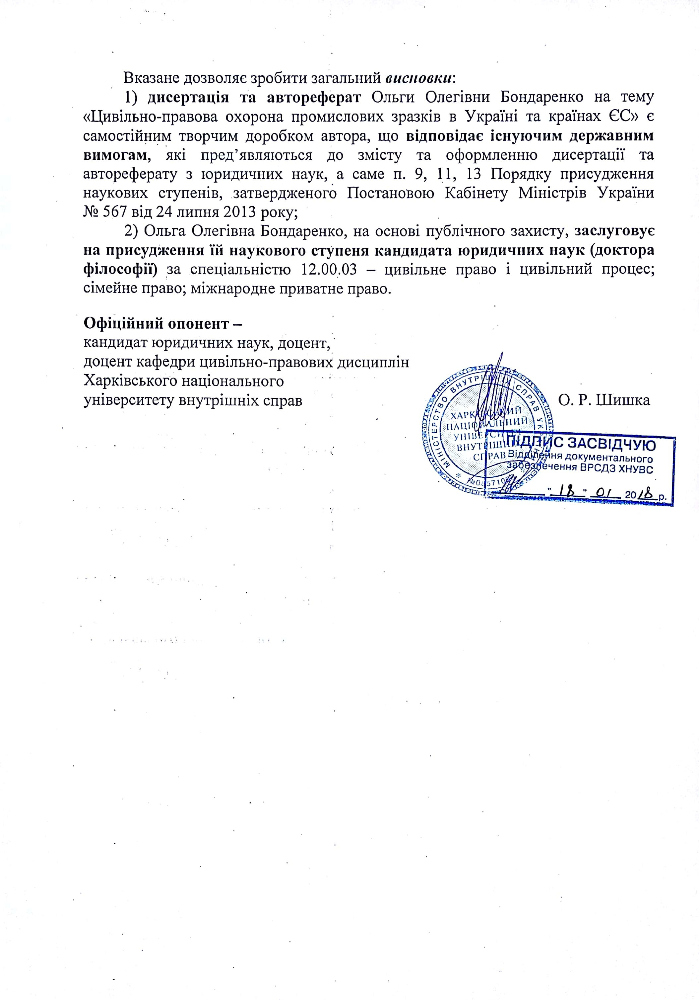 Вказане дозволяє зробити загальний висновки:
1) дисертація та автореферат Ольги Олегівни Бондаренко на тему
«Цивільно-правова охорона промислових зразків в Україні та країнах ЄС» є
самостійним творчим доробком автора, що відповідає існуючим державним
вимогам, які пред’являються до змісту та оформленню дисертації та
автореферату з юридичних наук, а саме п. 9, 11, 13 Порядку присудження
наукових ступенів, затвердженого Постановою Кабінету Міністрів України
№ 567 від 24 липня 2013 року;
2) Ольга Олегівна Бондаренко, на основі публічного захисту, заслуговує
на присудження їй наукового ступеня кандидата юридичних наук (доктора
філософії) за спеціальністю 12.00.03 – цивільне право і цивільний процес;
сімейне право; міжнародне приватне право.
Офіційний опонент –
кандидат юридичних наук, доцент,
доцент кафедри цивільно-правових дисциплін
Харківського національного
університету внутрішніх справ
О. Р. Шишка
МІНІСТЕРСТВО ВНУТРІШНІХ СПРАВ
ХАРКІВСЬКИЙ
НАЦІОНАЛЬНИЙ
УНІВЕРСИТЕТ
ВНУТРІШНІХ
СПРАВ
ПІДПИС ЗАСВІДЧУЮ
Відділення документального
забезпечення ВРСДЗ ХНУВС
"18" 01 2018 р.